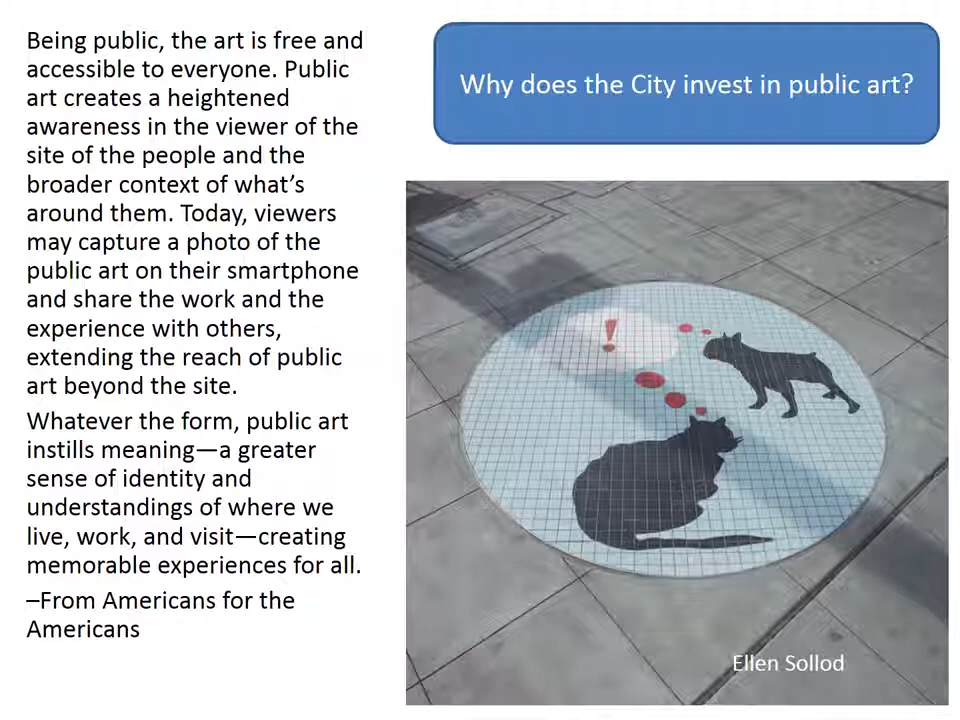 Being public, the art is free and
accessible to everyone. Public
art creates a heightened
awareness in the viewer of the
site of the people and the
broader context of what's
around them. Today, viewers
may capture a photo of the
public art on their smartphone
and share the work and the
experience with others,
extending the reach of public
art beyond the site.
Whatever the form, public art
instills meaning—a greater
sense of identity and
understandings of where we
live, work, and visit—creating
memorable experiences for all.
–From Americans for the
Americans
Why does the City invest in public art?
!
Ellen Sollod